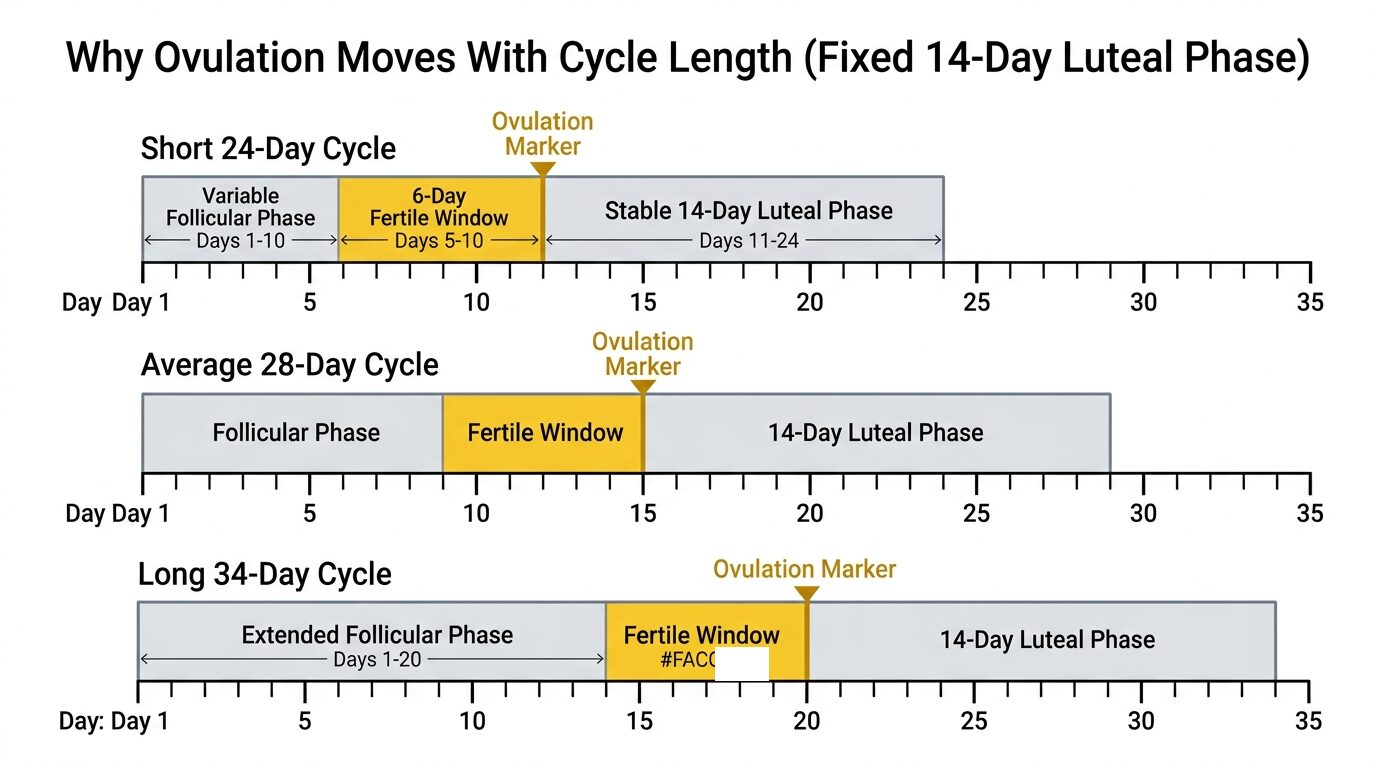 Why Ovulation Moves With Cycle Length (Fixed 14-Day Luteal Phase)
Short 24-Day Cycle
Ovulation
Marker
Variable
Follicular Phase
Days 1-10
6-Day
Fertile Window
Days 5-10
Stable 14-Day Luteal Phase
Days 11-24
Day Day 1 5 10 15 20 25 30 35
Average 28-Day Cycle
Ovulation
Marker
Follicular Phase
Fertile Window
14-Day Luteal Phase
Day Day 1 5 10 15 20 25 30 35
Long 34-Day Cycle
Ovulation Marker
Extended Follicular Phase
Days 1-20
Fertile Window
14-Day Luteal Phase
Day: Day 1 5 10 15 20 25 30 35